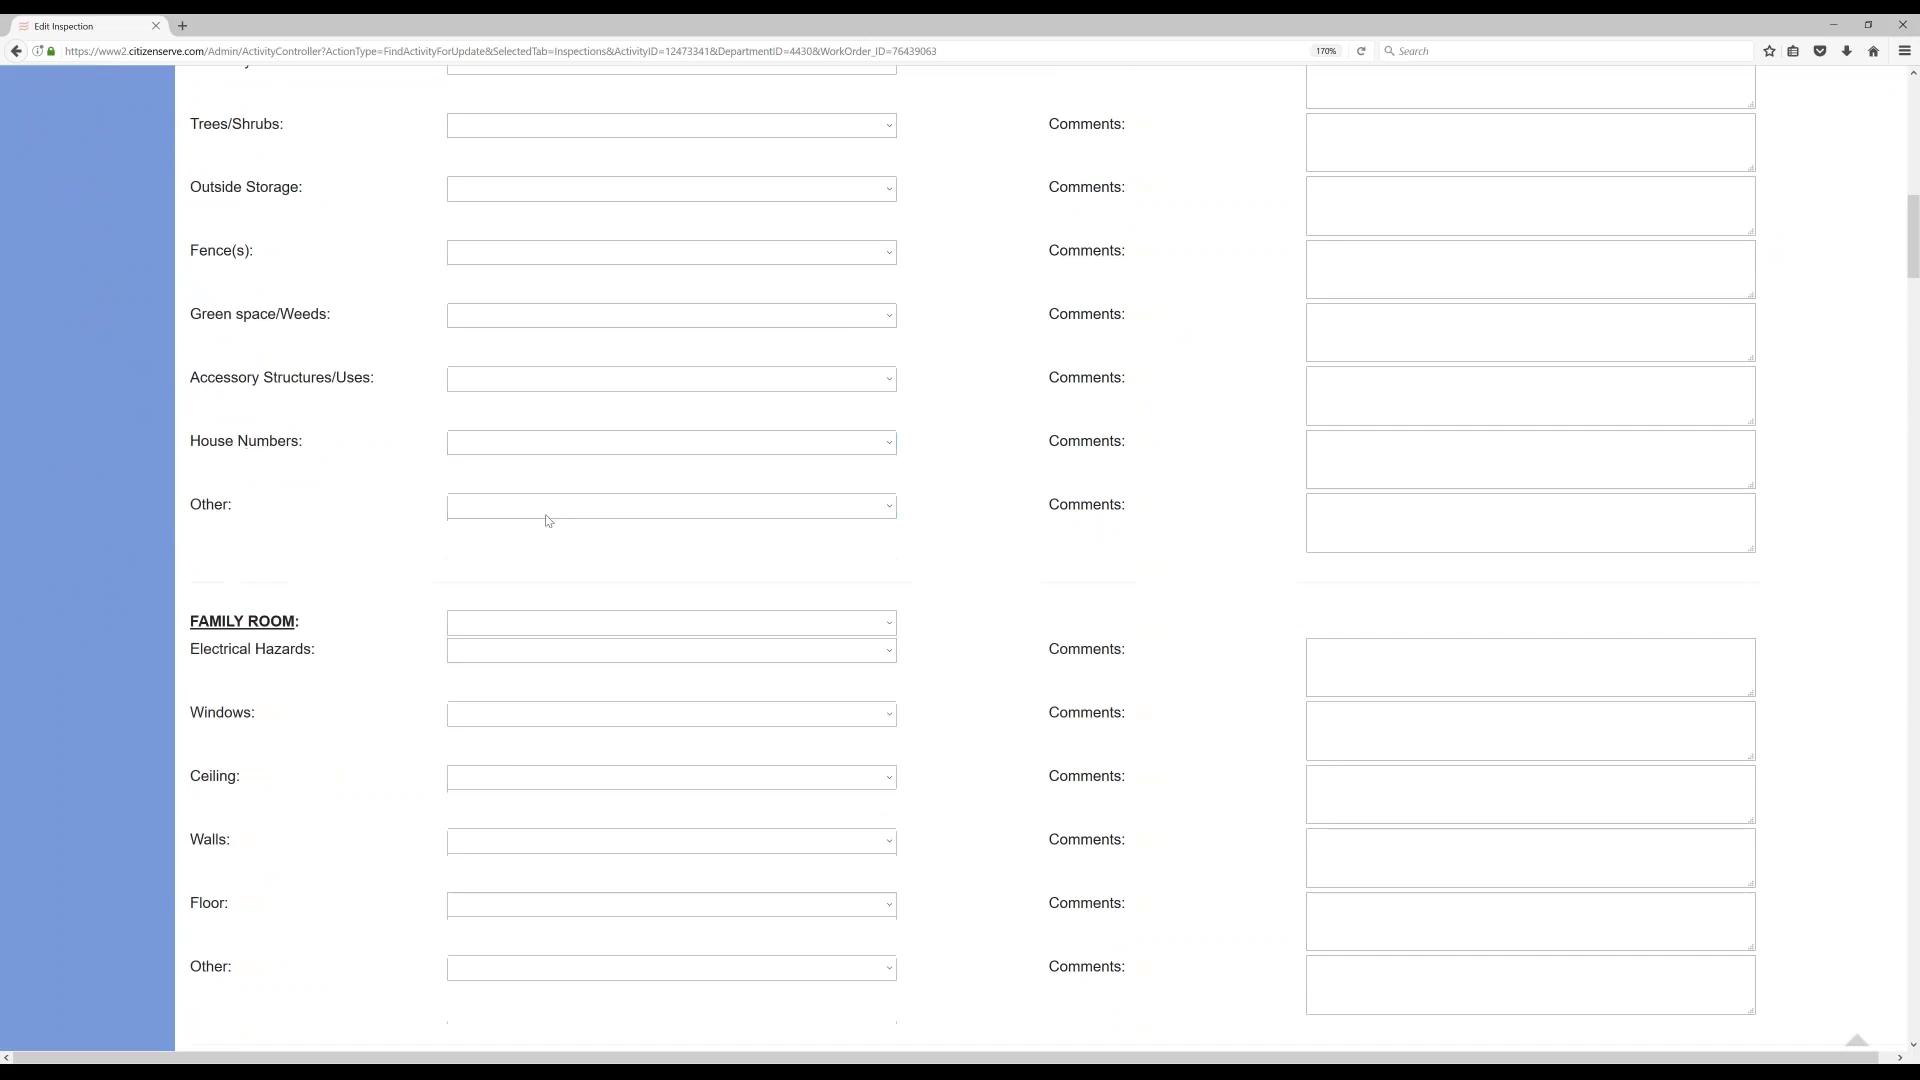 Edit Inspection
https://www2.citizenserve.com/Admin/ActivityController?ActionType=FindActivityForUpdate&SelectedTab=Inspections&ActivityID=12473341&DepartmentID=4430&WorkOrder_ID=76439063
170%
Search
Trees/Shrubs: Comments:
Outside Storage: Comments:
Fence(s): Comments:
Green space/Weeds: Comments:
Accessory Structures/Uses: Comments:
House Numbers: Comments:
Other: Comments:
FAMILY ROOM:
Electrical Hazards: Comments:
Windows: Comments:
Ceiling: Comments:
Walls: Comments:
Floor: Comments:
Other: Comments: